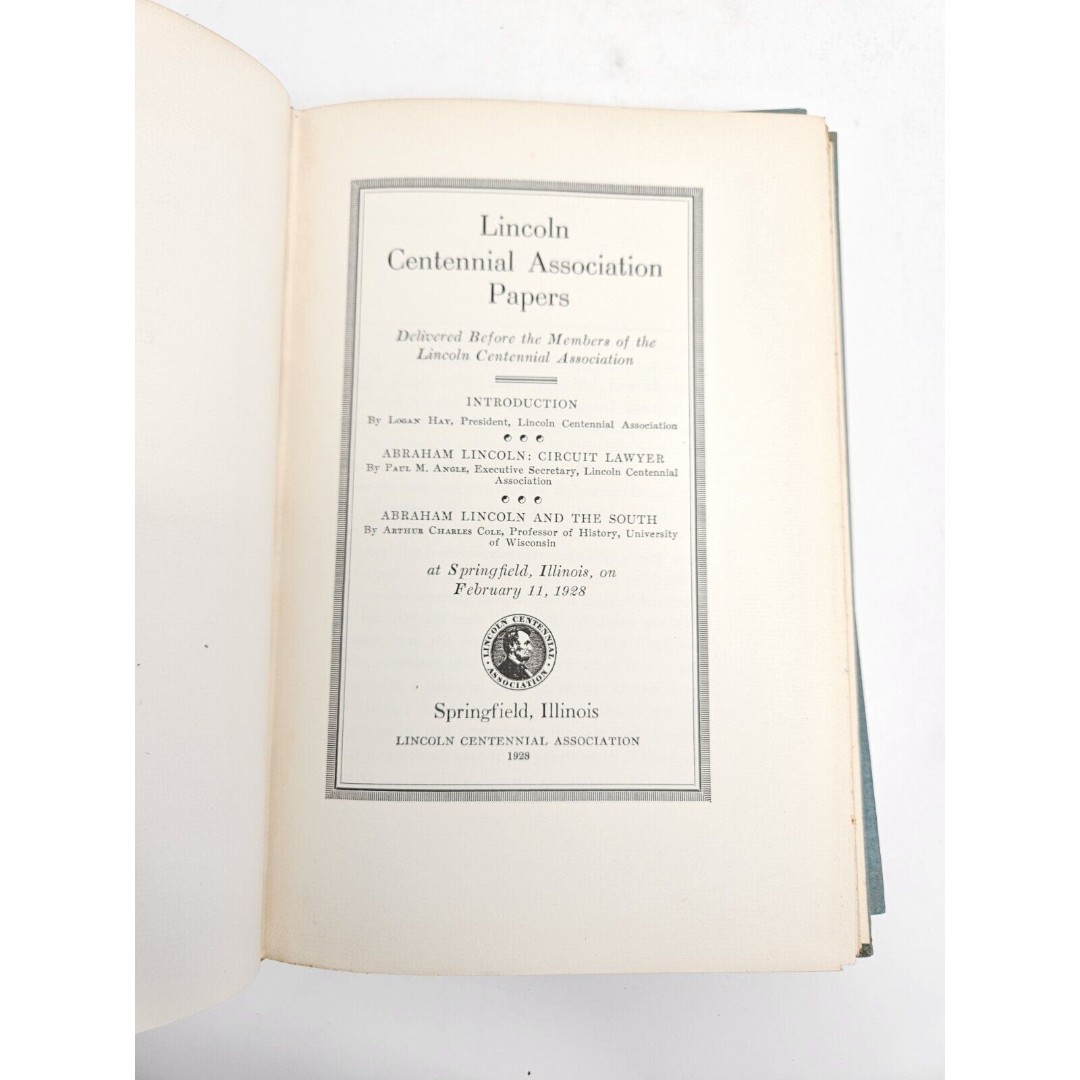 Lincoln
Centennial Association
Papers
Delivered Before the Members of the
Lincoln Centennial Association
INTRODUCTION
By LOGAN HAY, President, Lincoln Centennial Association
ABRAHAM LINCOLN: CIRCUIT LAWYER
By PAUL M. ANGLE, Executive Secretary, Lincoln Centennial
Association
ABRAHAM LINCOLN AND THE SOUTH
By ARTHUR CHARLES COLE, Professor of History, University
of Wisconsin
at Springfield, Illinois, on
February 11, 1928
LINCOLN CENTENNIAL
ASSOCIATION
Springfield, Illinois
LINCOLN CENTENNIAL ASSOCIATION
1928